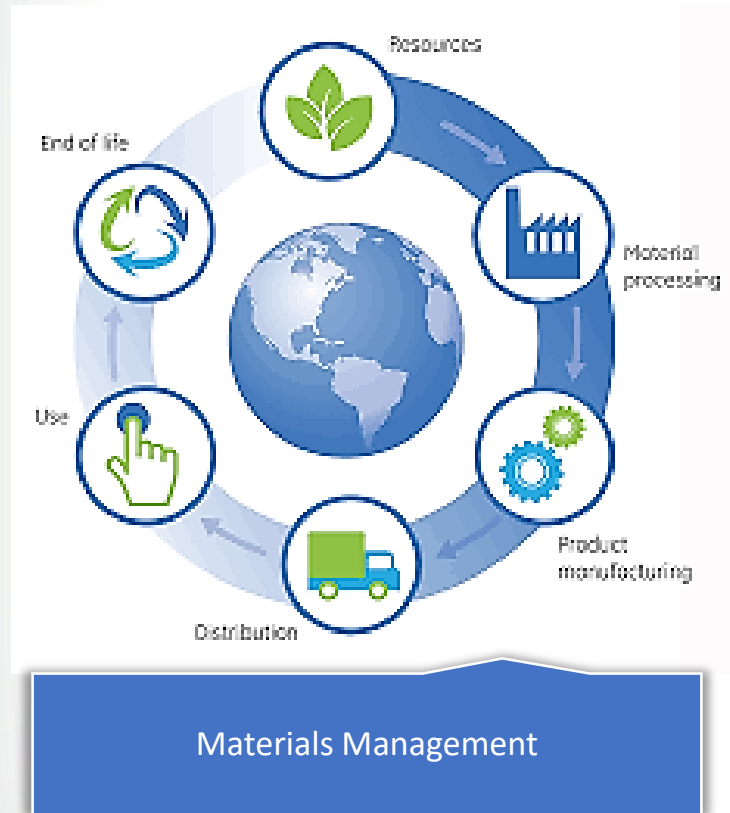 Resources
End of life
Material
processing
Use
Product
manufacturing
Distribution
Materials Management